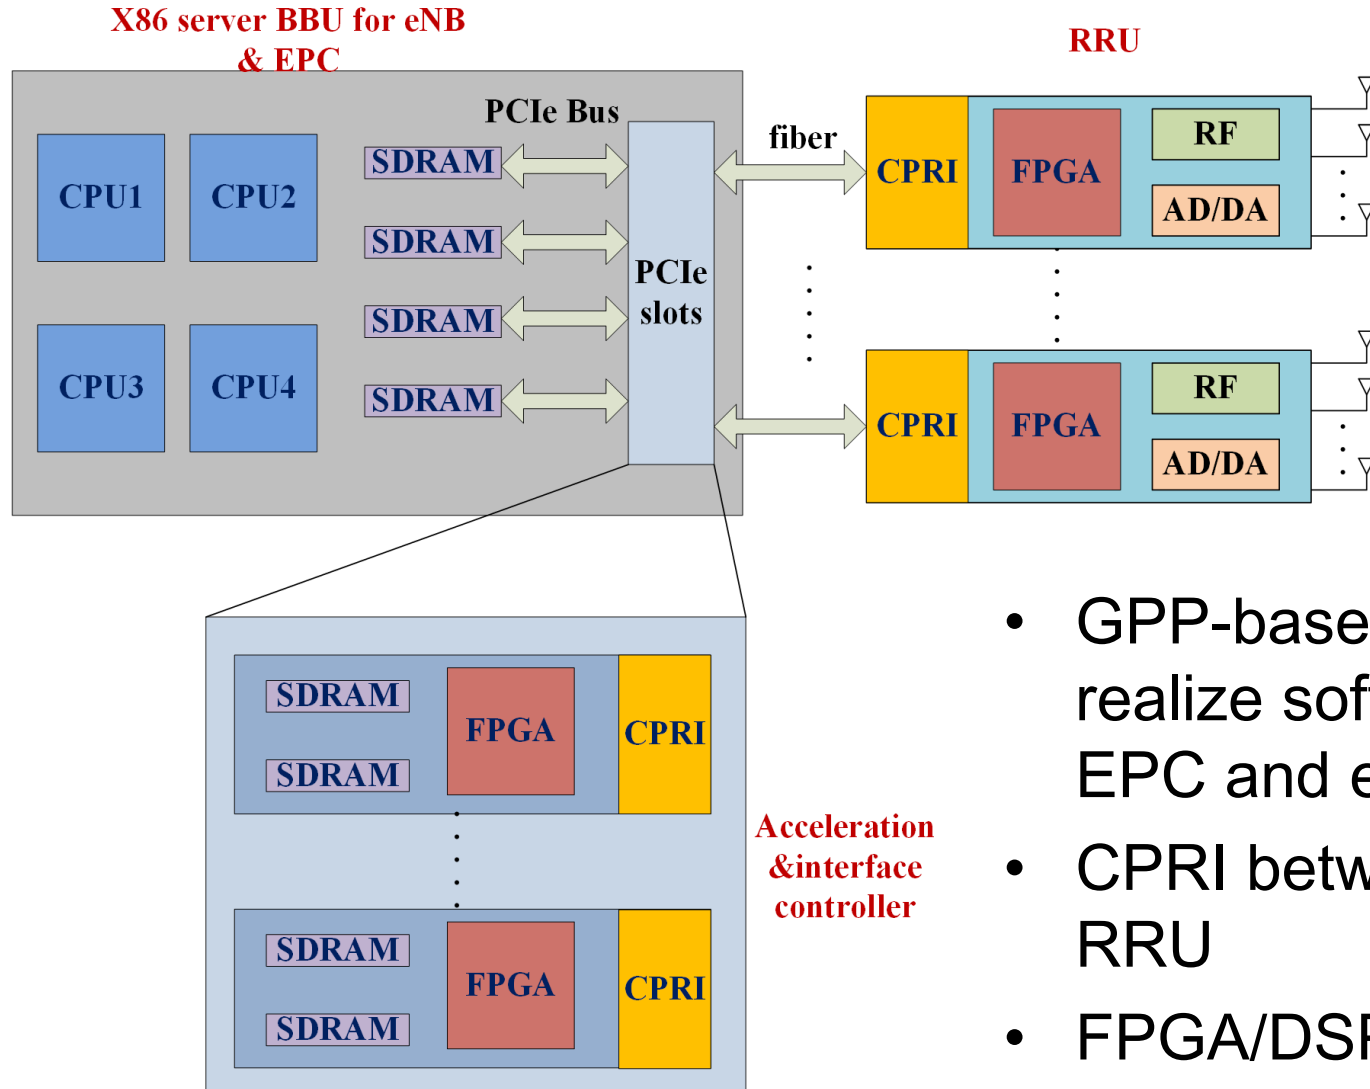 X86 server BBU for eNB
& EPC
RRU
PCIe Bus
CPU1
CPU2
CPU3
CPU4
SDRAM
SDRAM
SDRAM
SDRAM
PCIe
slots
fiber
CPRI
FPGA
RF
AD/DA
CPRI
FPGA
RF
AD/DA
SDRAM
SDRAM
FPGA
CPRI
SDRAM
SDRAM
FPGA
CPRI
Acceleration
&interface
controller
• GPP-base
realize sof
EPC and e
• CPRI betw
RRU
• FPGA/DSP